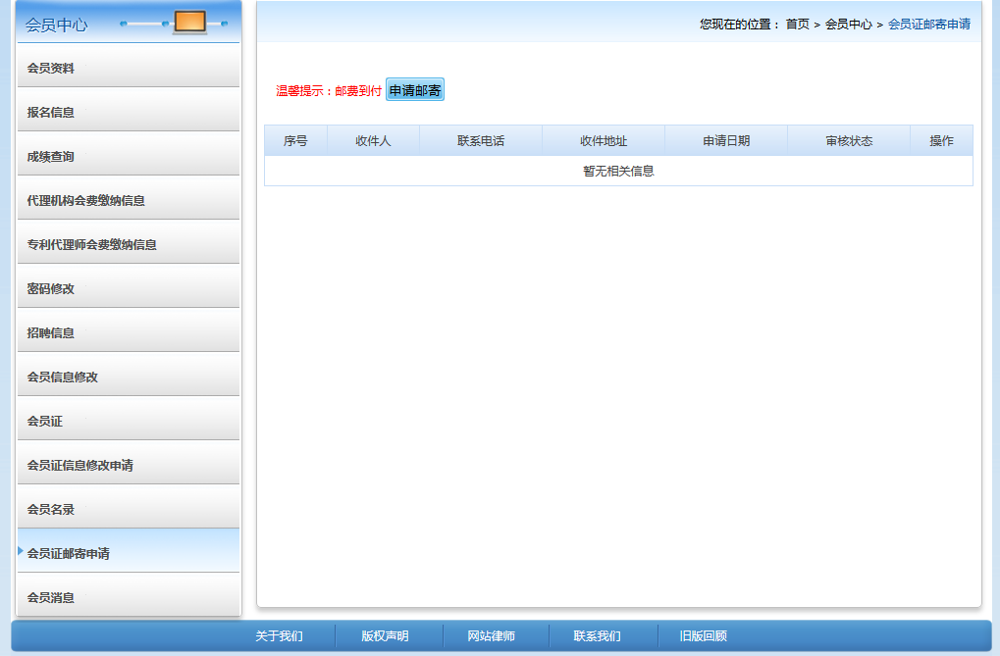 会员中心
会员资料
报名信息
成绩查询
代理机构会费缴纳信息
专利代理师会费缴纳信息
密码修改
招聘信息
会员信息修改
会员证
会员证信息修改申请
会员名录
会员证邮寄申请
会员消息
您现在的位置： 首页 > 会员中心 > 会员证邮寄申请
温馨提示：邮费到付 申请邮寄
序号 收件人 联系电话 收件地址 申请日期 审核状态 操作
暂无相关信息
关于我们 版权声明 网站律师 联系我们 旧版回顾